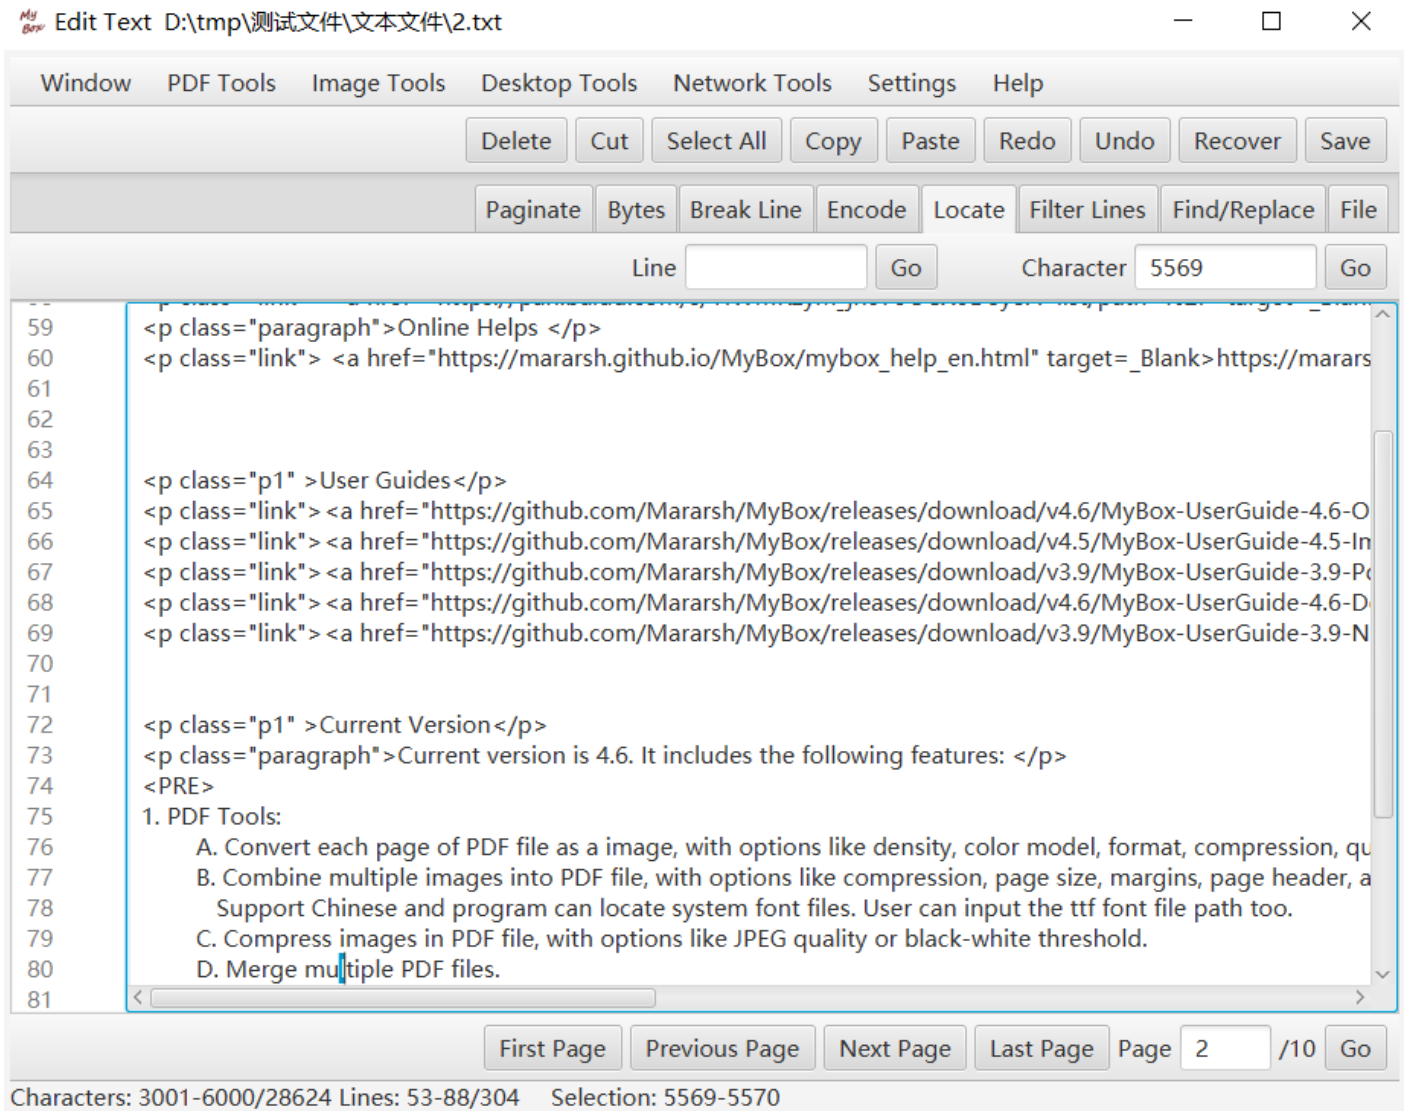 My Box Edit Text D:\tmp\测试文件\文本文件\2.txt
Window PDF Tools Image Tools Desktop Tools Network Tools Settings Help
Delete Cut Select All Copy Paste Redo Undo Recover Save
Paginate Bytes Break Line Encode Locate Filter Lines Find/Replace File
Line Go Character 5569 Go
59 <p class="paragraph">Online Helps </p>
60 <p class="link"> <a href="https://mararsh.github.io/MyBox/mybox_help_en.html" target=_Blank>https://marars
61
62
63
64 <p class="p1" >User Guides</p>
65 <p class="link"><a href="https://github.com/Mararsh/MyBox/releases/download/v4.6/MyBox-UserGuide-4.6-O
66 <p class="link"><a href="https://github.com/Mararsh/MyBox/releases/download/v4.5/MyBox-UserGuide-4.5-Im
67 <p class="link"><a href="https://github.com/Mararsh/MyBox/releases/download/v3.9/MyBox-UserGuide-3.9-Pd
68 <p class="link"><a href="https://github.com/Mararsh/MyBox/releases/download/v4.6/MyBox-UserGuide-4.6-D
69 <p class="link"><a href="https://github.com/Mararsh/MyBox/releases/download/v3.9/MyBox-UserGuide-3.9-N
70
71
72 <p class="p1" >Current Version</p>
73 <p class="paragraph">Current version is 4.6. It includes the following features: </p>
74 <PRE>
75 1. PDF Tools:
76 A. Convert each page of PDF file as a image, with options like density, color model, format, compression, qu
77 B. Combine multiple images into PDF file, with options like compression, page size, margins, page header, a
78 Support Chinese and program can locate system font files. User can input the ttf font file path too.
79 C. Compress images in PDF file, with options like JPEG quality or black-white threshold.
80 D. Merge multiple PDF files.
81
First Page Previous Page Next Page Last Page Page 2 /10 Go
Characters: 3001-6000/28624 Lines: 53-88/304 Selection: 5569-5570